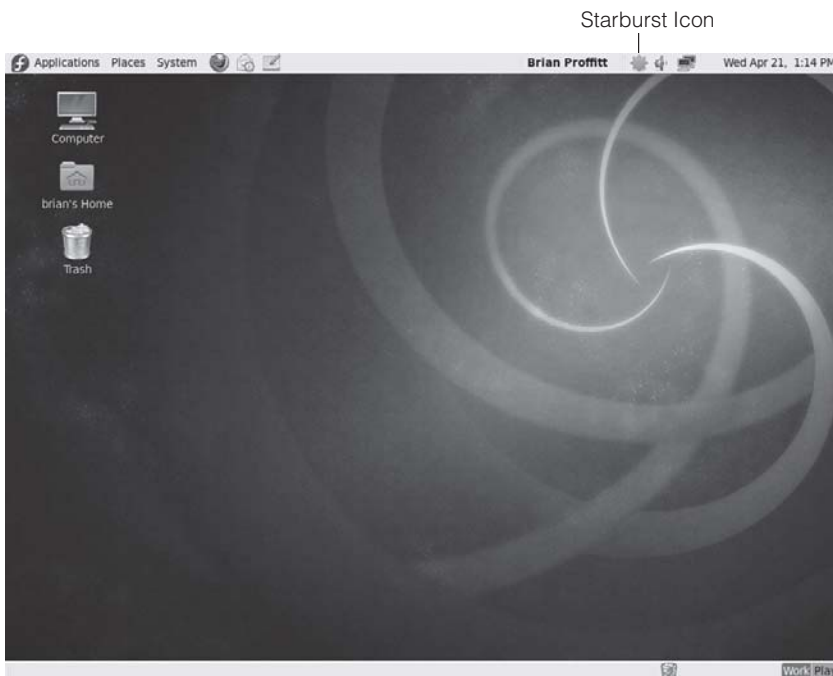 Starburst Icon
Applications Places System Brian Proffitt Wed Apr 21, 1:14 PM
Computer
brian's Home
Trash
Work Play